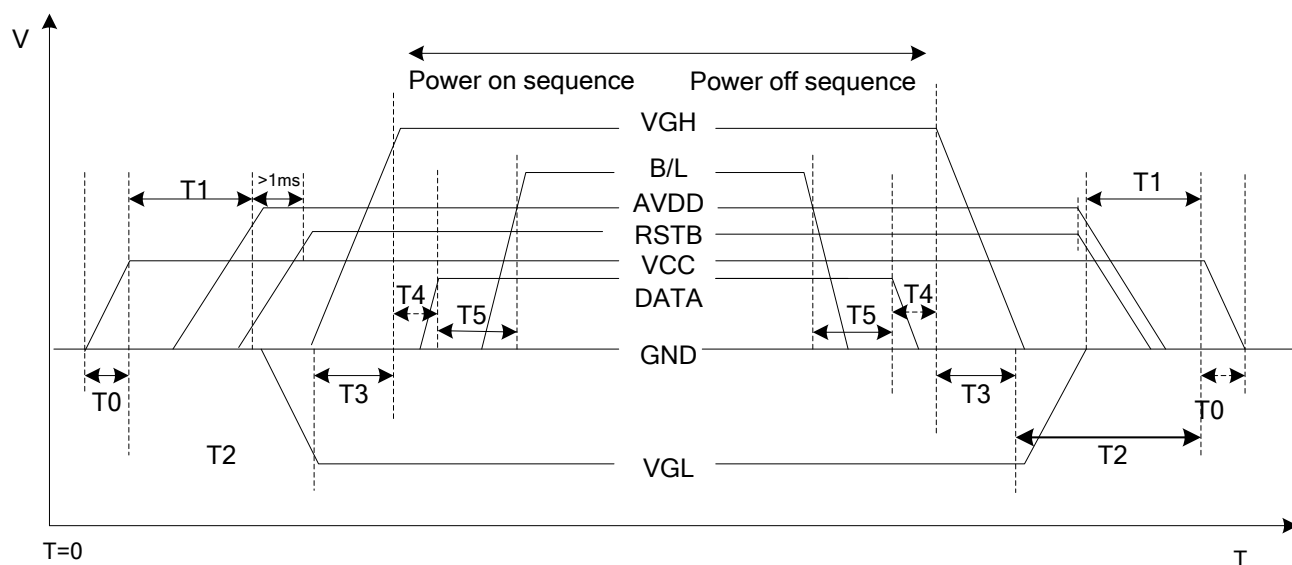 V
Power on sequence
Power off sequence
VGH
B/L
T1
>1ms
T1
AVDD
RSTB
VCC
T4
DATA
T4
T5
T5
GND
T0
T3
T3
T0
T2
T2
VGL
T=0
T